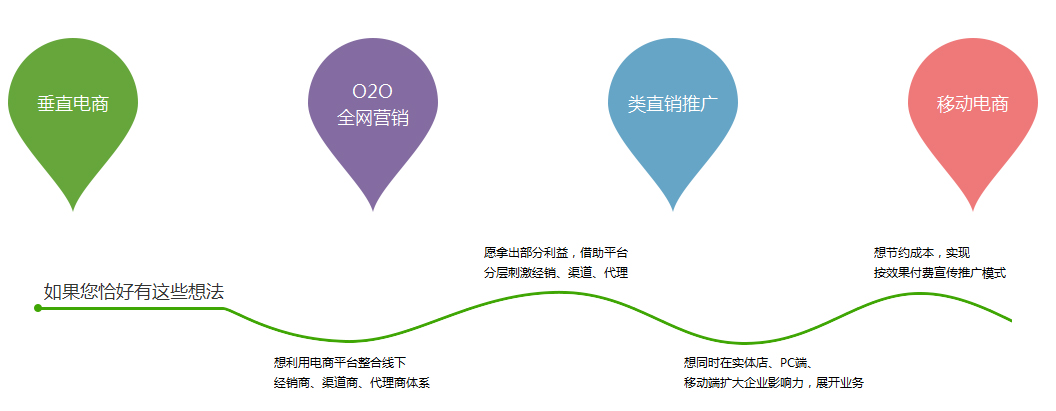 垂直电商
O2O
全网营销
类直销推广
移动电商
愿拿出部分利益，借助平台
分层刺激经销、渠道、代理
想节约成本，实现
按效果付费宣传推广模式
如果您恰好有这些想法
想利用电商平台整合线下
经销商、渠道商、代理商体系
想同时在实体店、PC端、
移动端扩大企业影响力，展开业务